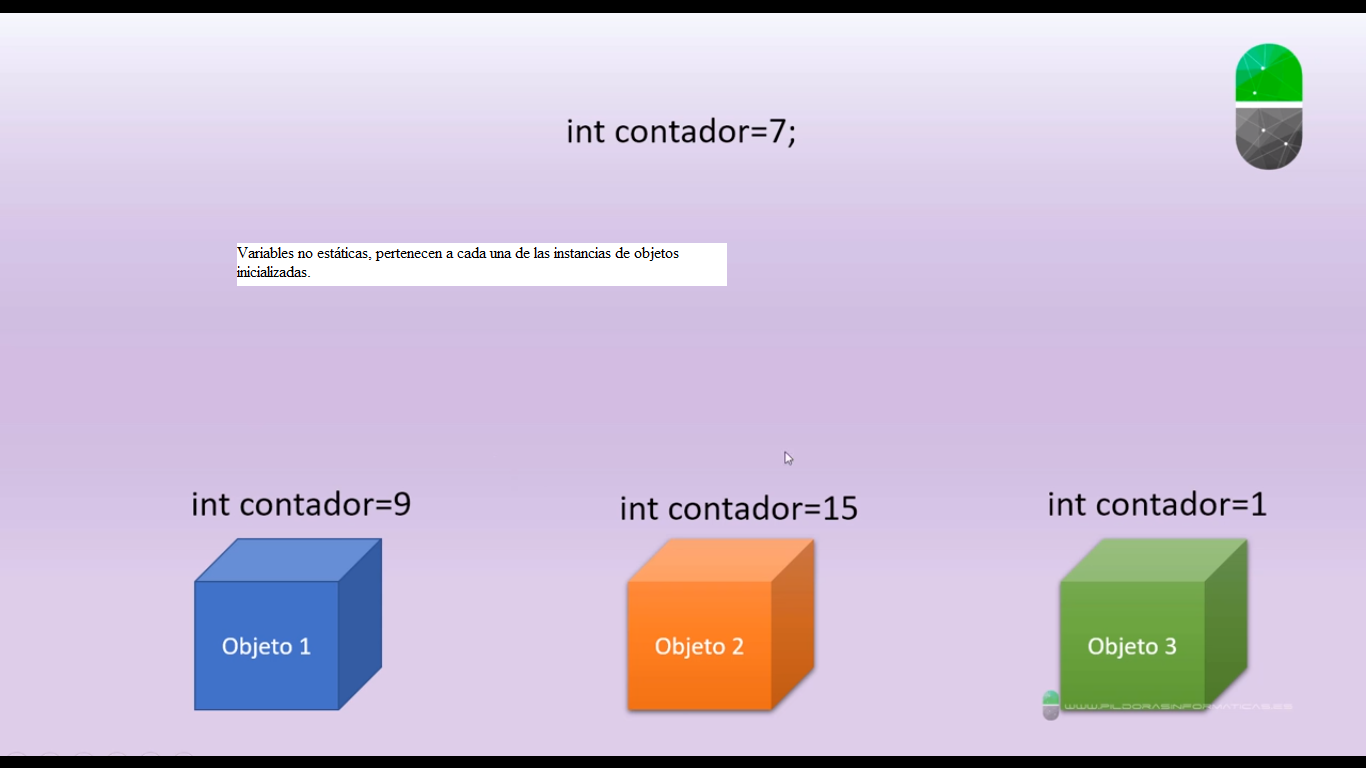 int contador=7;
Variables no estáticas, pertenecen a cada una de las instancias de objetos
inicializadas.
int contador=9
int contador=15
int contador=1
Objeto 1
Objeto 2
Objeto 3
WWW.PILDORASINFORMATICAS.ES